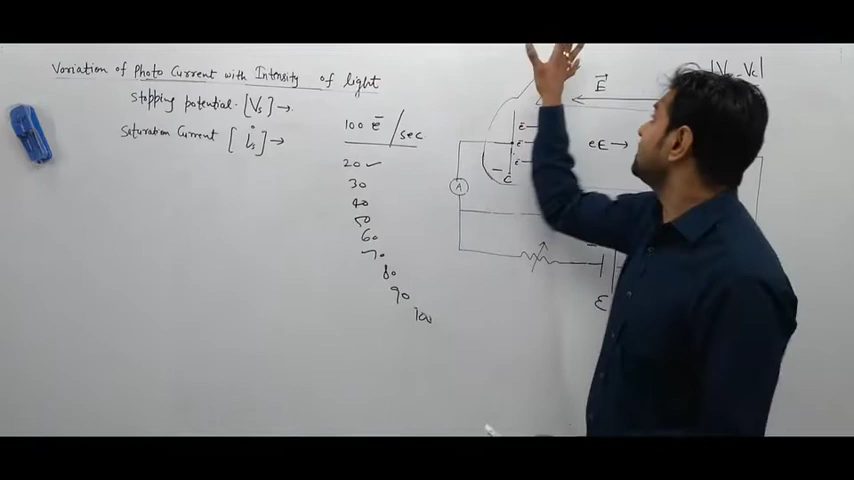 Variation of Photo Current with Intensity of light
Stopping potential - [Vs] →
Saturation Current [is] →
100 e̅ / sec
20 ✓
30
40
50
60
70
80
90
100
E⃗
e̅
e̅
e̅
eE →
- C
A
ε